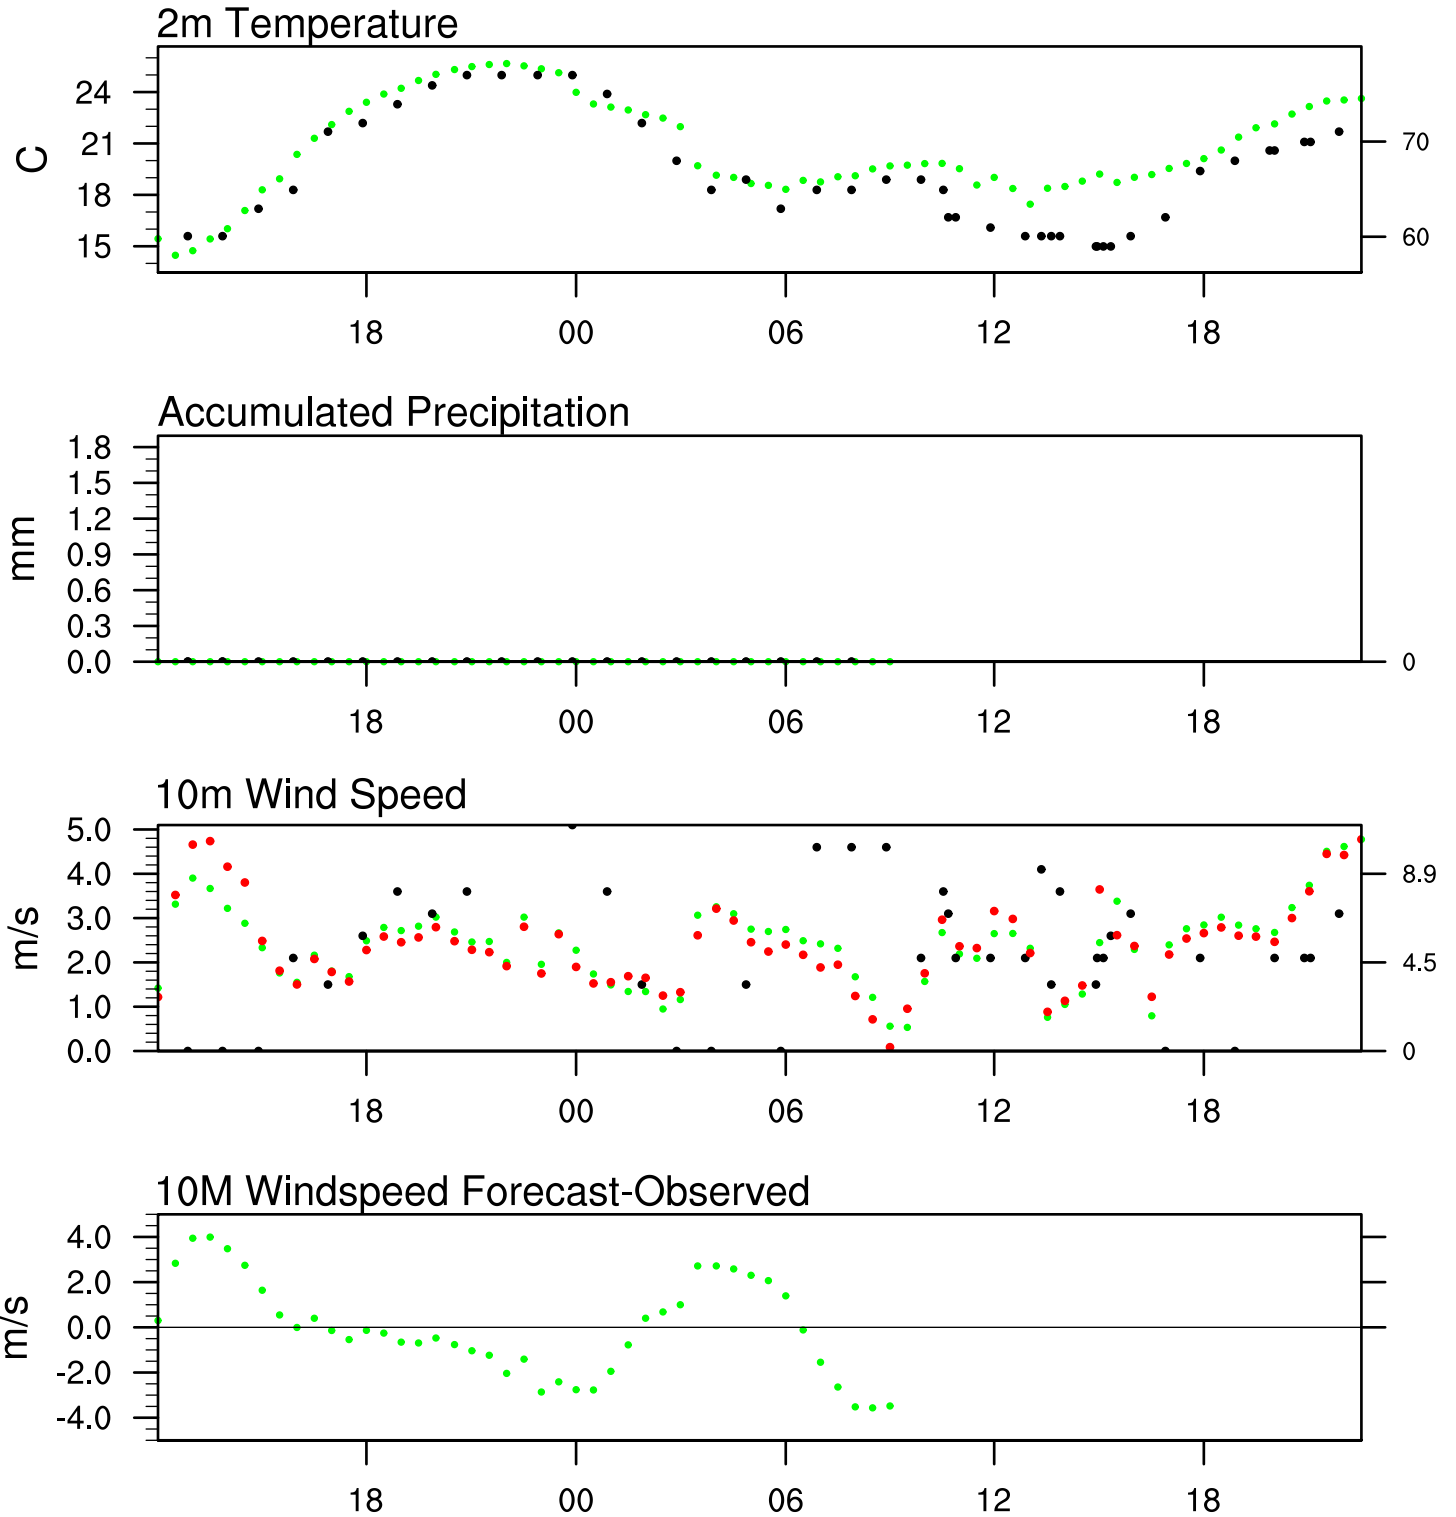 2m Temperature
24
21
18
15
C
70
60
18 00 06 12 18
Accumulated Precipitation
1.8
1.5
1.2
0.9
0.6
0.3
0.0
mm
0
18 00 06 12 18
10m Wind Speed
5.0
4.0
3.0
2.0
1.0
0.0
m/s
8.9
4.5
0
18 00 06 12 18
10M Windspeed Forecast-Observed
4.0
2.0
0.0
-2.0
-4.0
m/s
18 00 06 12 18